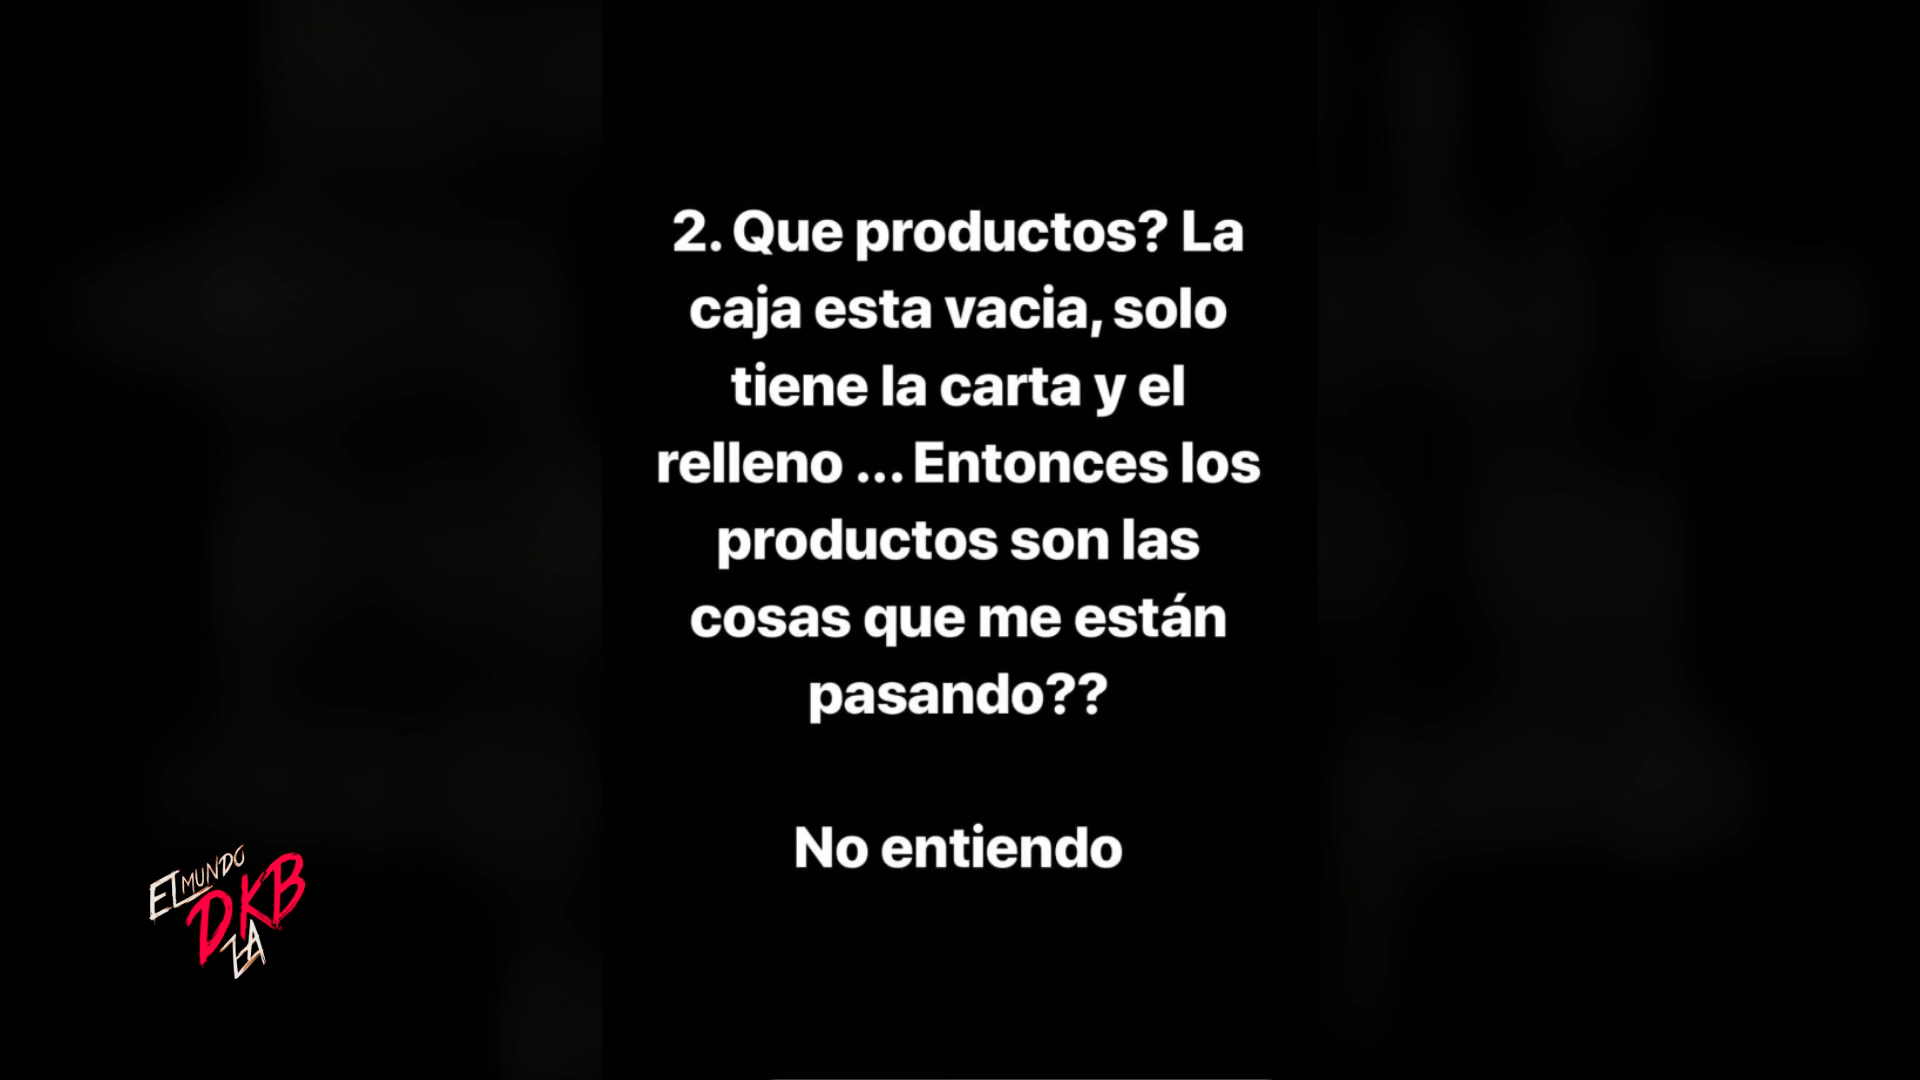 2. Que productos? La
caja esta vacia, solo
tiene la carta y el
relleno ... Entonces los
productos son las
cosas que me están
pasando??
No entiendo
EL MUNDO
DKB
ZA